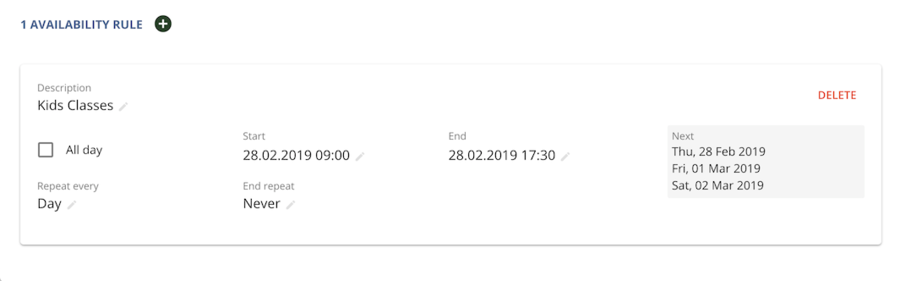 1 AVAILABILITY RULE
Description
Kids Classes
DELETE
All day
Start
28.02.2019 09:00
End
28.02.2019 17:30
Next
Thu, 28 Feb 2019
Fri, 01 Mar 2019
Sat, 02 Mar 2019
Repeat every
Day
End repeat
Never